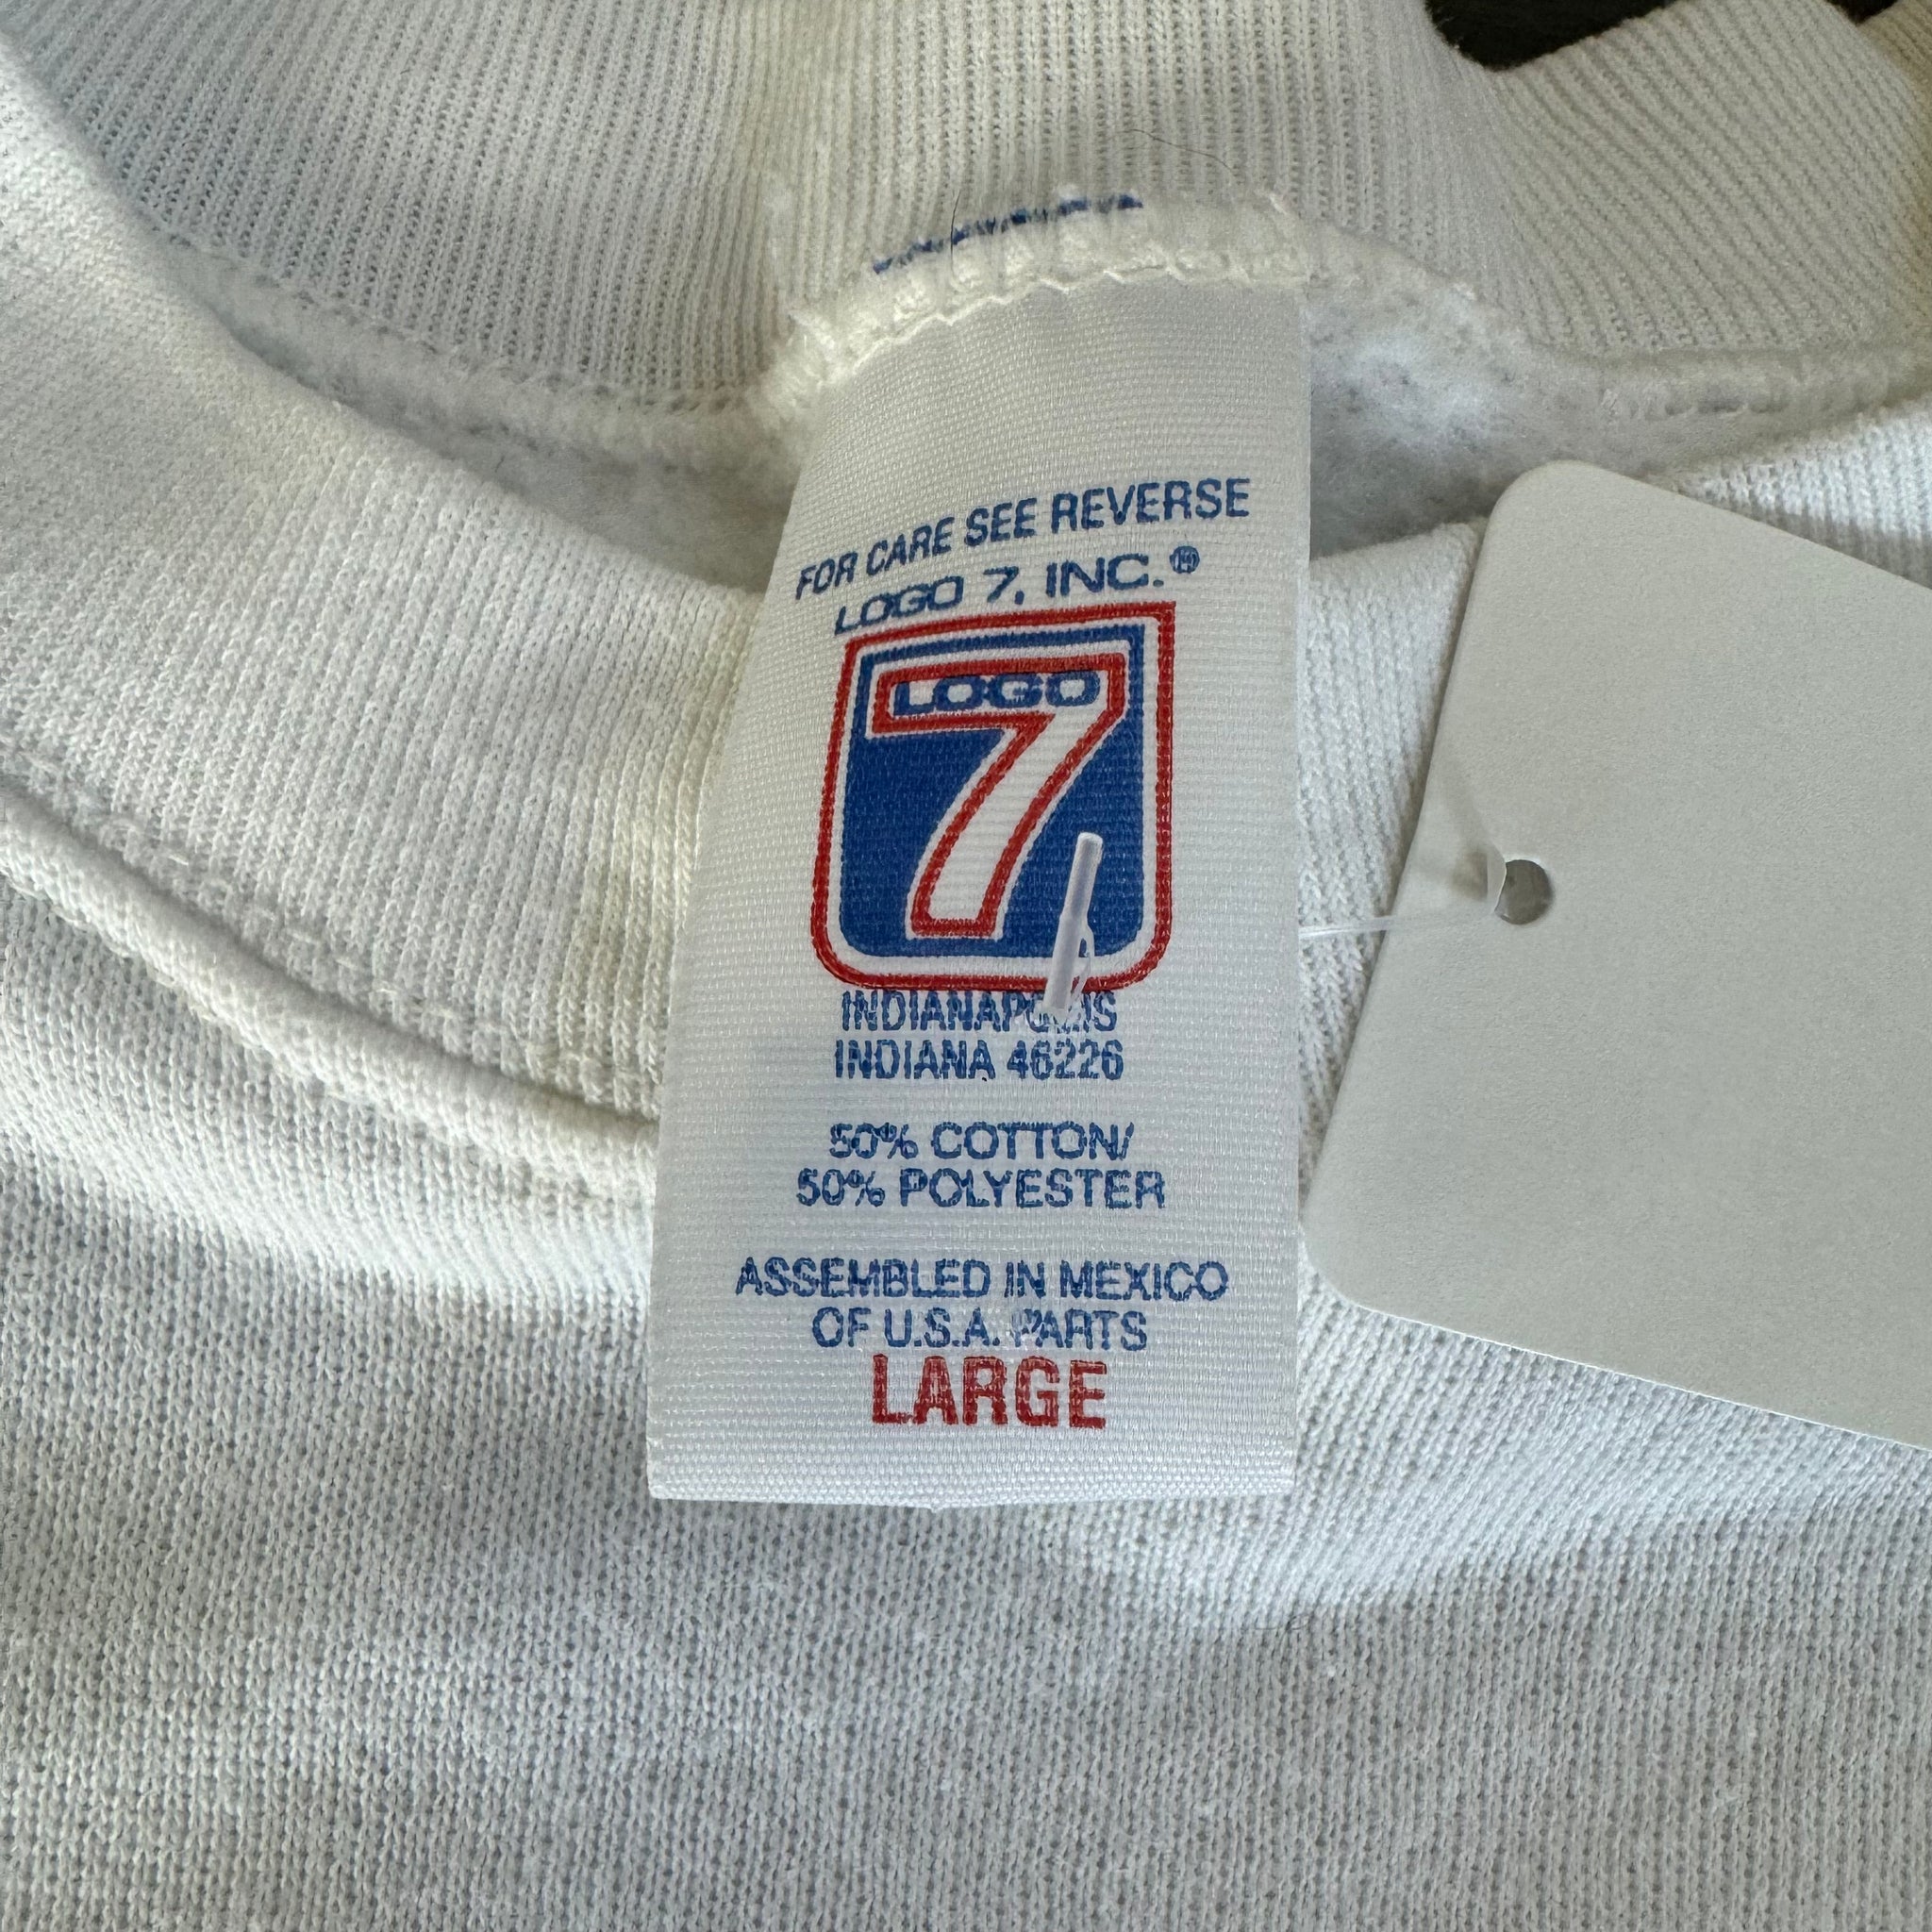 FOR CARE SEE REVERSE
LOGO 7, INC.®
LOGO
7
INDIANAPOLIS
INDIANA 46226
50% COTTON/
50% POLYESTER
ASSEMBLED IN MEXICO
OF U.S.A. PARTS
LARGE